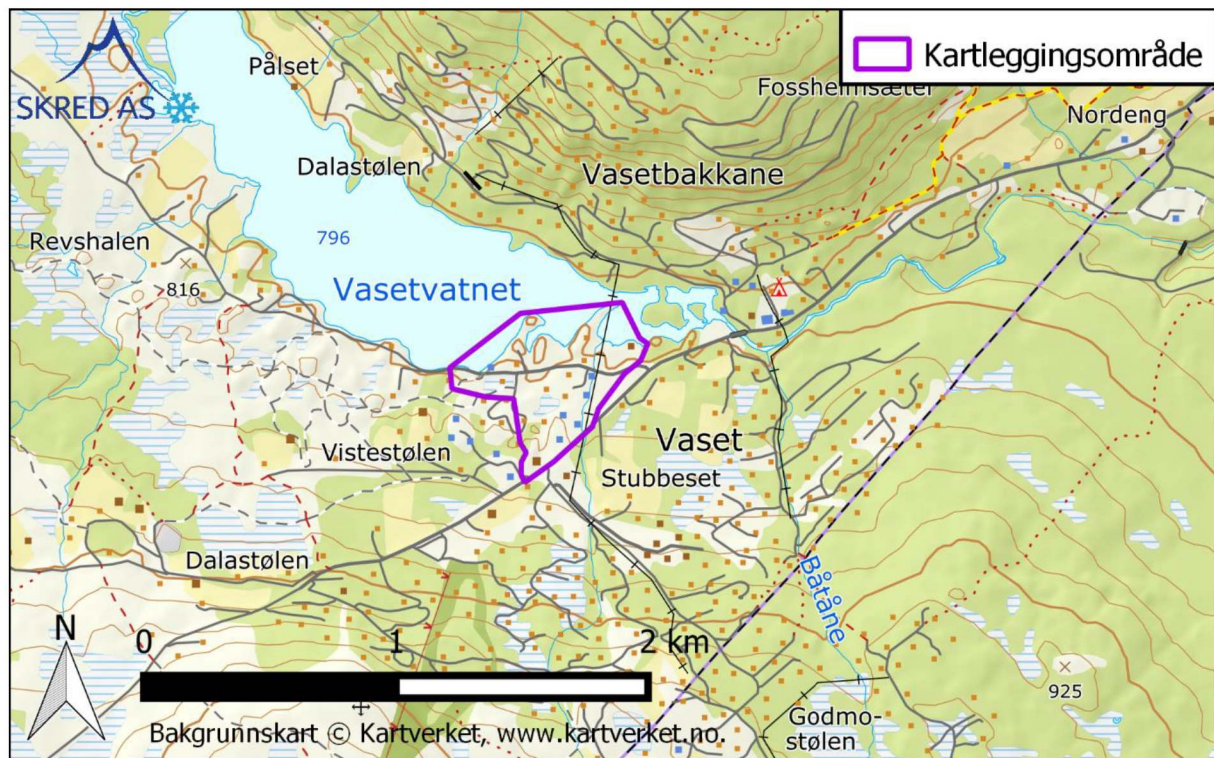 Kartleggingsområde
SKRED AS
Pålset
Fossheimsæter
Nordeng
Dalastølen
Vasetbakkane
Revshalen
796
Vasetvatnet
816
Vaset
Vistestølen
Stubbeset
Dalastølen
Båtåne
N
0 1 2 km
925
Godmo-
stølen
Bakgrunnskart © Kartverket, www.kartverket.no.